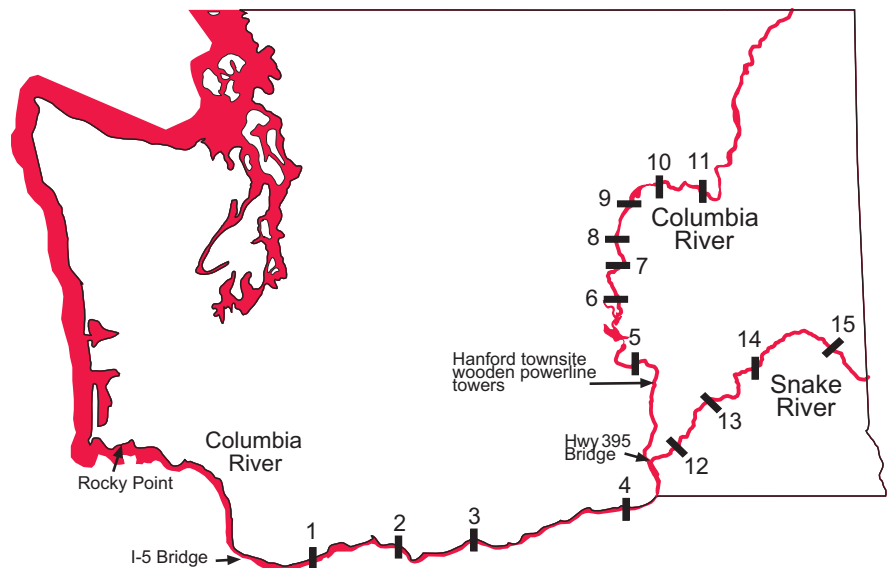 10
11
9
Columbia
River
8
7
6
5
14
15
Hanford townsite
wooden powerline
towers
Snake
River
13
Hwy 395
Bridge
12
Columbia
River
Rocky Point
4
1
2
3
I-5 Bridge